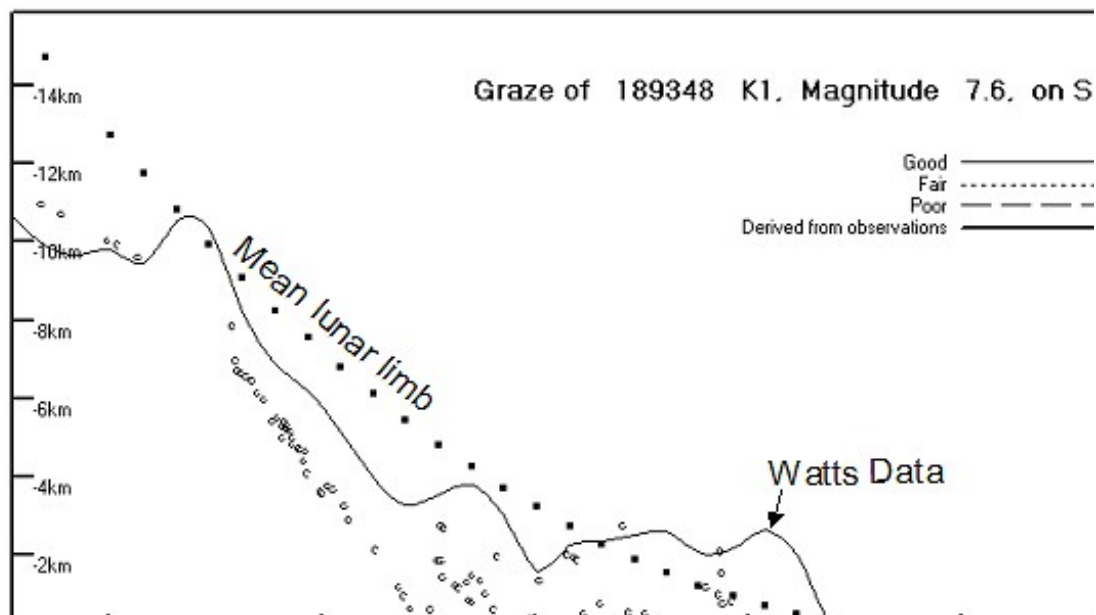 -14km
Graze of 189348 K1, Magnitude 7.6, on S
-12km
Good
Fair
Poor
Derived from observations
-10km
Mean lunar limb
-8km
-6km
Watts Data
-4km
-2km